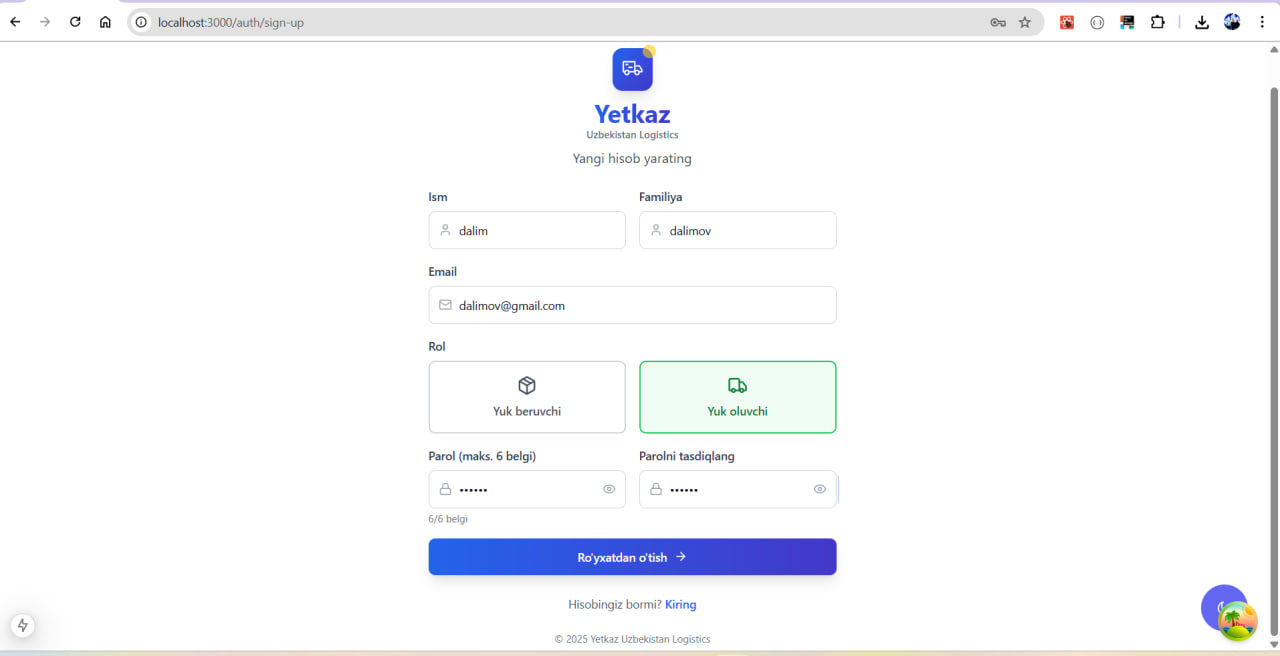 localhost:3000/auth/sign-up
Yetkaz
Uzbekistan Logistics
Yangi hisob yarating
Ism
Familiya
dalim
dalimov
Email
dalimov@gmail.com
Rol
Yuk beruvchi
Yuk oluvchi
Parol (maks. 6 belgi)
Parolni tasdiqlang
••••••
••••••
6/6 belgi
Ro'yxatdan o'tish →
Hisobingiz bormi? Kiring
© 2025 Yetkaz Uzbekistan Logistics